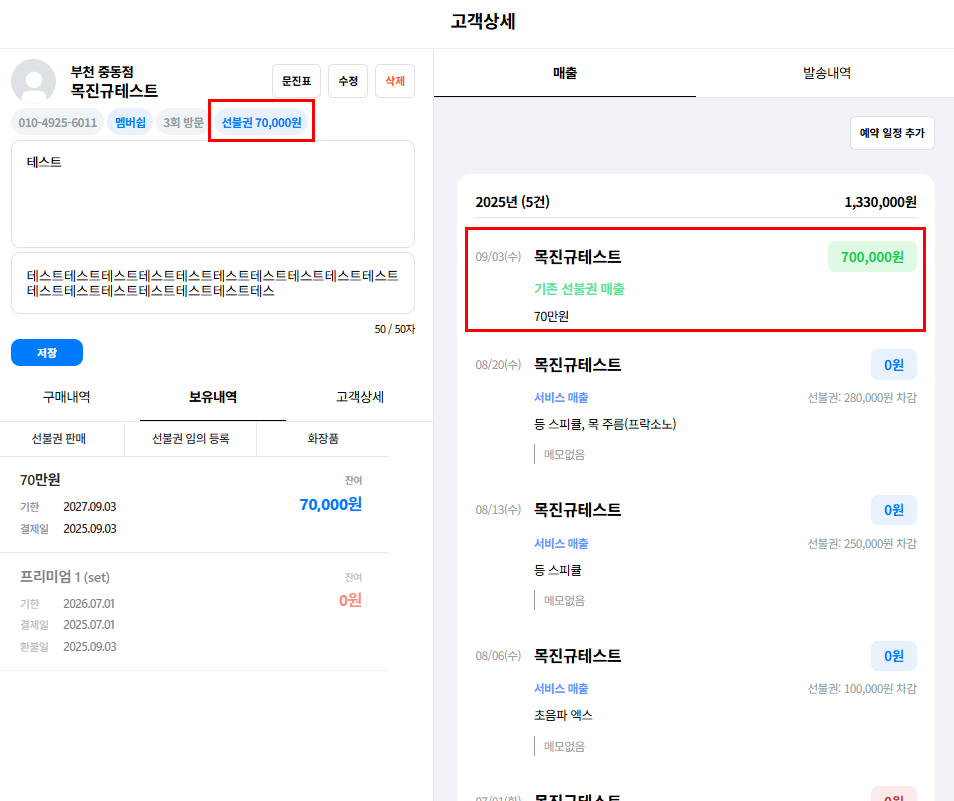 고객상세
부천 중동점
목진규테스트
문진표
수정
삭제
010-4925-6011
멤버쉽
3회 방문
선불권 70,000원
테스트
테스트테스트테스트테스트테스트테스트테스트테스트테스트테스트
테스트테스트테스트테스트테스트테스트테스
50 / 50자
저장
구매내역
보유내역
고객상세
선불권 판매
선불권 임의 등록
화장품
70만원
잔여
기한 2027.09.03
70,000원
결제일 2025.09.03
프리미엄 1 (set)
잔여
기한 2026.07.01
0원
결제일 2025.07.01
환불일 2025.09.03
매출
발송내역
예약 일정 추가
2025년 (5건)
1,330,000원
09/03(수) 목진규테스트
700,000원
기존 선불권 매출
70만원
08/20(수) 목진규테스트
0원
서비스 매출
선불권: 280,000원 차감
등 스피큘, 목 주름(프락소노)
메모없음
08/13(수) 목진규테스트
0원
서비스 매출
선불권: 250,000원 차감
등 스피큘
메모없음
08/06(수) 목진규테스트
0원
서비스 매출
선불권: 100,000원 차감
초음파 엑스
메모없음
07/01(화) 목진규테스트
0원